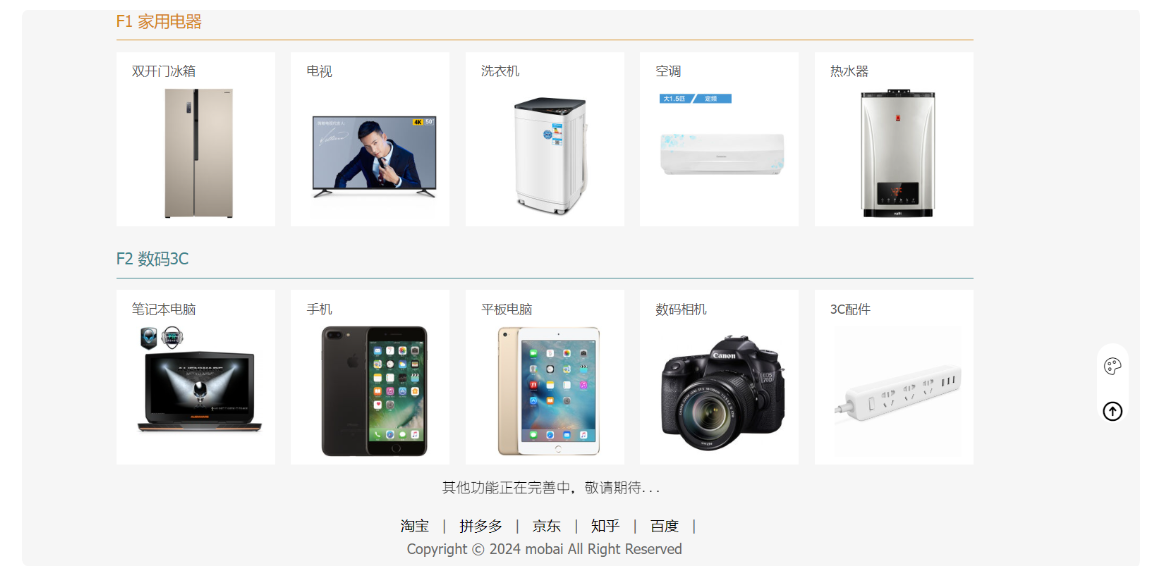 F1 家用电器
双开门冰箱
电视
洗衣机
空调
热水器
4K 58"
大1.5匹 定频
F2 数码3C
笔记本电脑
手机
平板电脑
数码相机
3C配件
Canon
其他功能正在完善中，敬请期待...
淘宝 | 拼多多 | 京东 | 知乎 | 百度 |
Copyright © 2024 mobai All Right Reserved